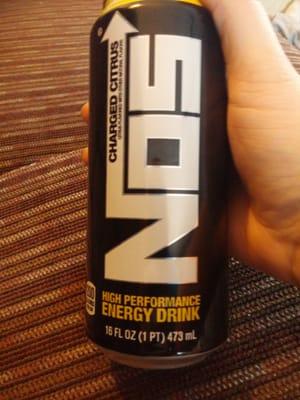 CHARGED CITRUS
NOS
HIGH PERFORMANCE
ENERGY DRINK
16 FL OZ (1 PT) 473 mL